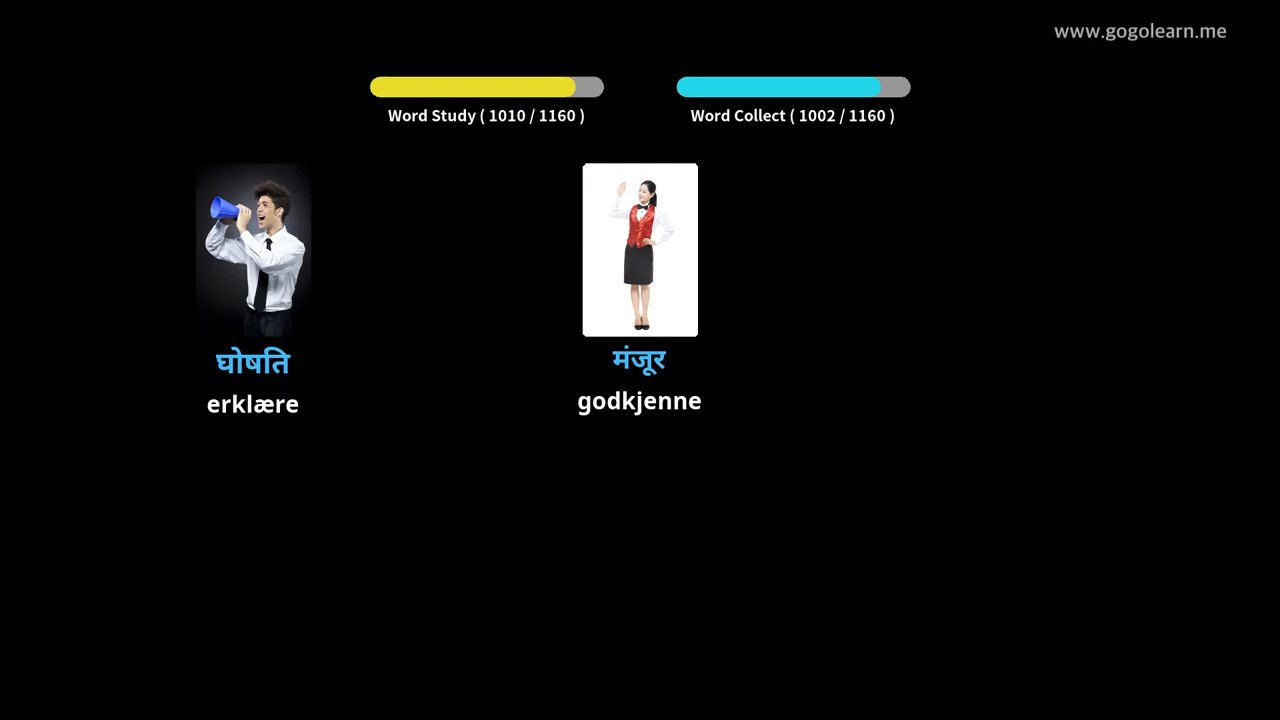 www.gogolearn.me
Word Study ( 1010 / 1160 )
Word Collect ( 1002 / 1160 )
घोषति
erklære
मंजूर
godkjenne